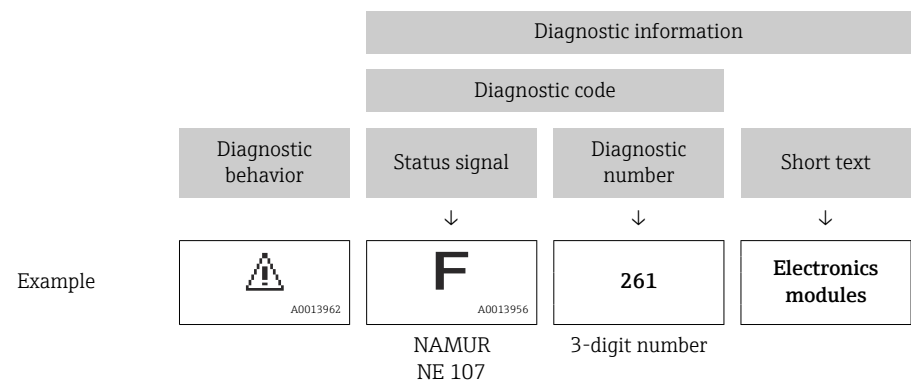 Diagnostic information
Diagnostic code
Diagnostic
behavior
Status signal
Diagnostic
number
Short text
↓ ↓ ↓
Example
A0013962
F
A0013956
261
Electronics
modules
NAMUR
NE 107
3-digit number